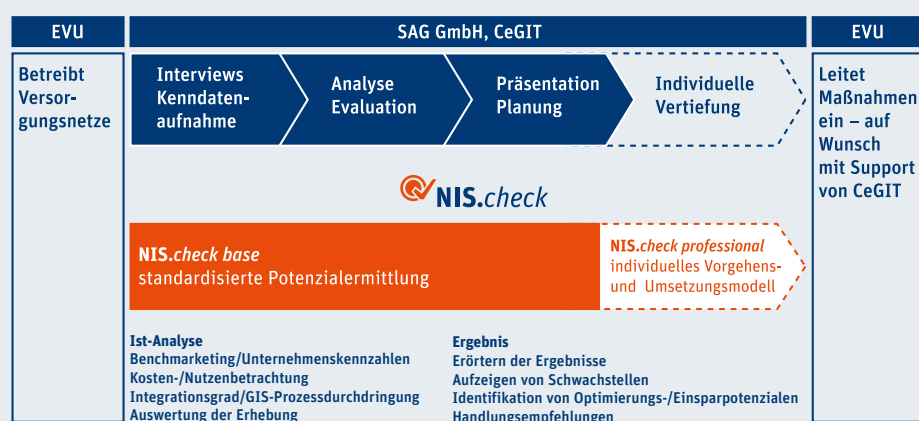 EVU
SAG GmbH, CeGIT
EVU
Betreibt
Versor-
gungsnetze
Interviews
Kenndaten-
aufnahme
Analyse
Evaluation
Präsentation
Planung
Individuelle
Vertiefung
Leitet
Maßnahmen
ein – auf
Wunsch
mit Support
von CeGIT
NIS.check
NIS.check base
standardisierte Potenzialermittlung
NIS.check professional
individuelles Vorgehens-
und Umsetzungsmodell
Ist-Analyse
Benchmarketing/Unternehmenskennzahlen
Kosten-/Nutzenbetrachtung
Integrationsgrad/GIS-Prozessdurchdringung
Auswertung der Erhebung
Ergebnis
Erörtern der Ergebnisse
Aufzeigen von Schwachstellen
Identifikation von Optimierungs-/Einsparpotenzialen
Handlungsempfehlungen